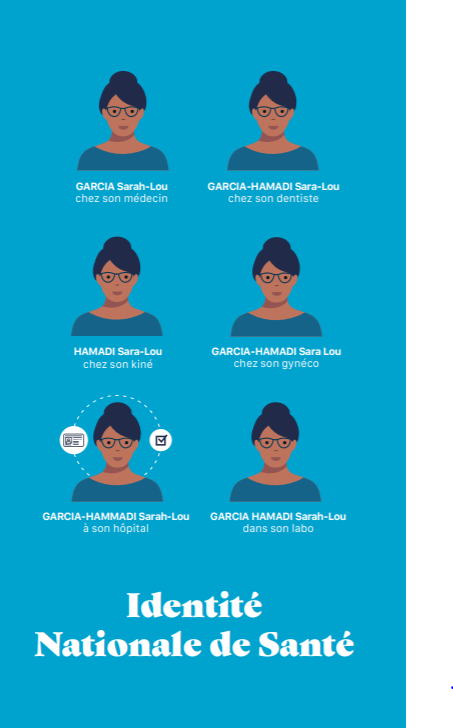 GARCIA Sarah-Lou
chez son médecin
GARCIA-HAMADI Sara-Lou
chez son dentiste
HAMADI Sara-Lou
chez son kiné
GARCIA-HAMADI Sara Lou
chez son gynéco
GARCIA-HAMMADI Sarah-Lou
à son hôpital
GARCIA HAMADI Sarah-Lou
dans son labo
Identité
Nationale de Santé